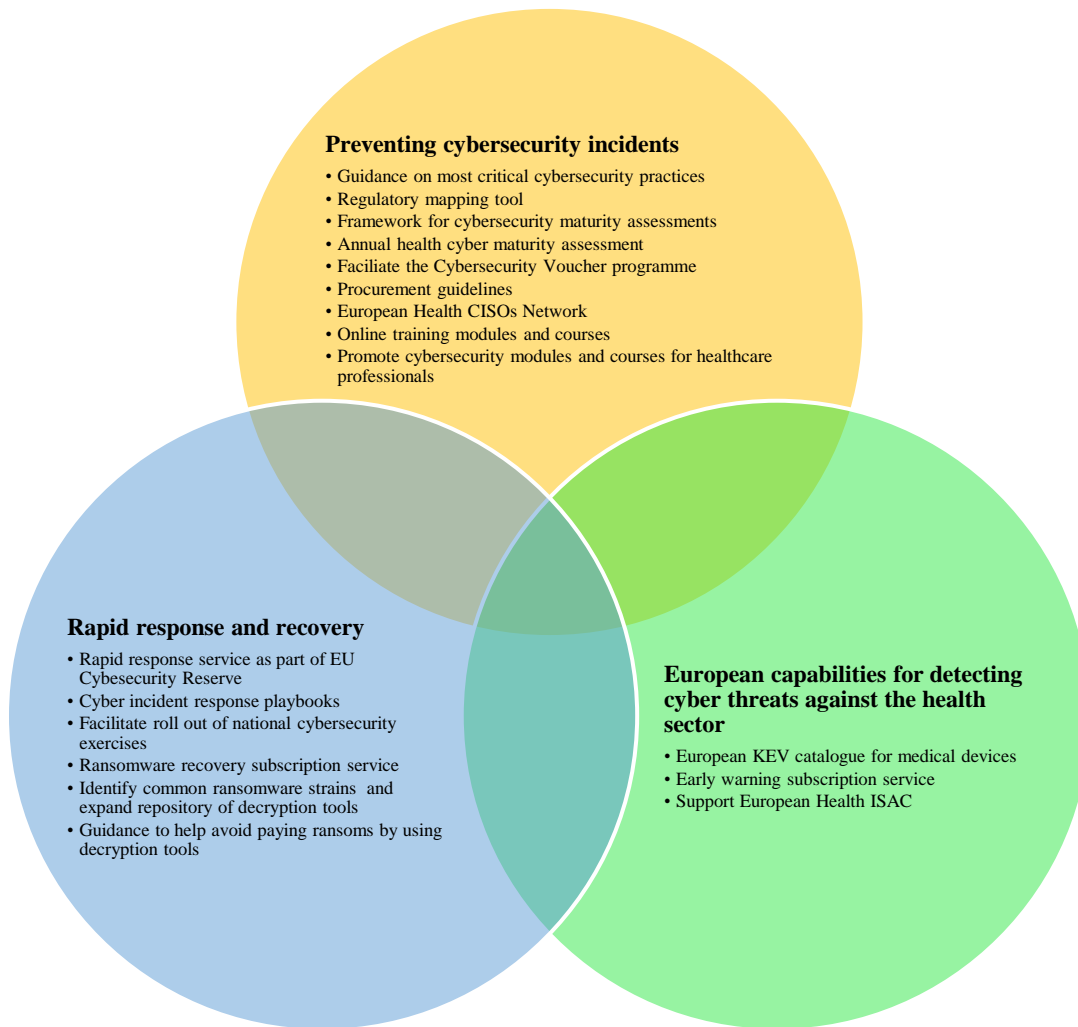 Preventing cybersecurity incidents
• Guidance on most critical cybersecurity practices
• Regulatory mapping tool
• Framework for cybersecurity maturity assessments
• Annual health cyber maturity assessment
• Faciliate the Cybersecurity Voucher programme
• Procurement guidelines
• European Health CISOs Network
• Online training modules and courses
• Promote cybersecurity modules and courses for healthcare
professionals
Rapid response and recovery
• Rapid response service as part of EU
Cybesecurity Reserve
• Cyber incident response playbooks
• Facilitate roll out of national cybersecurity
exercises
• Ransomware recovery subscription service
• Identify common ransomware strains and
expand repository of decryption tools
• Guidance to help avoid paying ransoms by using
decryption tools
European capabilities for detecting
cyber threats against the health
sector
• European KEV catalogue for medical devices
• Early warning subscription service
• Support European Health ISAC